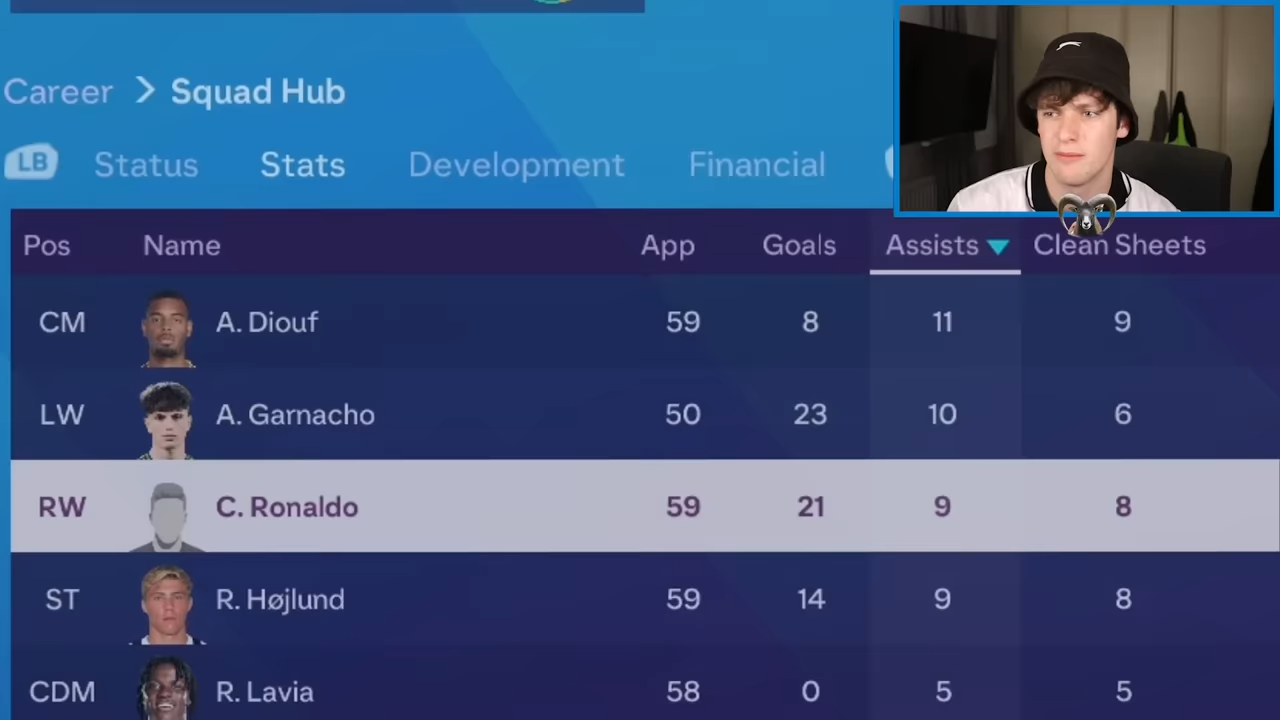 Career > Squad Hub
LB Status Stats Development Financial
Pos Name App Goals Assists Clean Sheets
CM A. Diouf 59 8 11 9
LW A. Garnacho 50 23 10 6
RW C. Ronaldo 59 21 9 8
ST R. Højlund 59 14 9 8
CDM R. Lavia 58 0 5 5